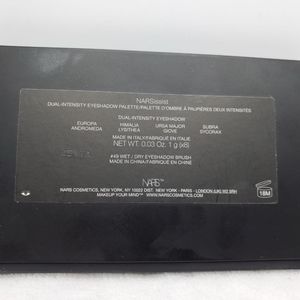 NARSissist
DUAL-INTENSITY EYESHADOW PALETTE/PALETTE D'OMBRE À PAUPIÈRES DEUX INTENSITÉS
DUAL-INTENSITY EYESHADOW
EUROPA HIMALIA URSA MAJOR SUBRA
ANDROMEDA LYSITHEA GIOVE SYCORAX
MADE IN ITALY/FABRIQUÉ EN ITALIE
NET WT. 0.03 Oz. 1 g (x8)
#49 WET / DRY EYESHADOW BRUSH
MADE IN CHINA/FABRIQUÉ EN CHINE
NARS™
NARS COSMETICS, NEW YORK, NY 10022 DIST. NEW YORK - PARIS - LONDON (UK)
MAKEUP YOUR MIND™ WWW.NARSCOSMETICS.COM
18M